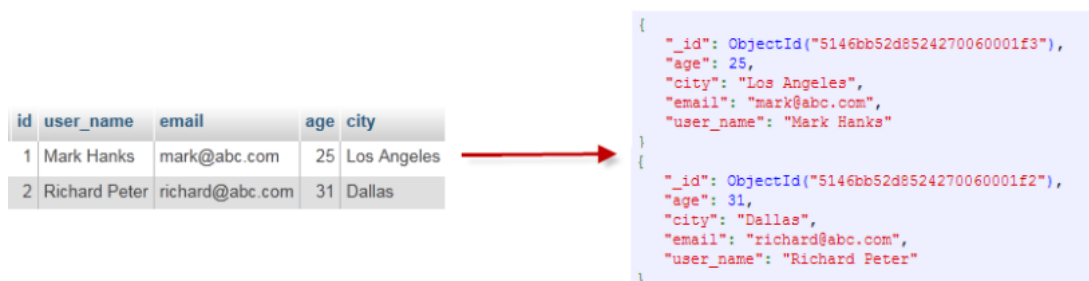 id user_name email age city
1 Mark Hanks mark@abc.com 25 Los Angeles
2 Richard Peter richard@abc.com 31 Dallas
{
"_id": ObjectId("5146bb52d8524270060001f3"),
"age": 25,
"city": "Los Angeles",
"email": "mark@abc.com",
"user_name": "Mark Hanks"
}
{
"_id": ObjectId("5146bb52d8524270060001f2"),
"age": 31,
"city": "Dallas",
"email": "richard@abc.com",
"user_name": "Richard Peter"
}